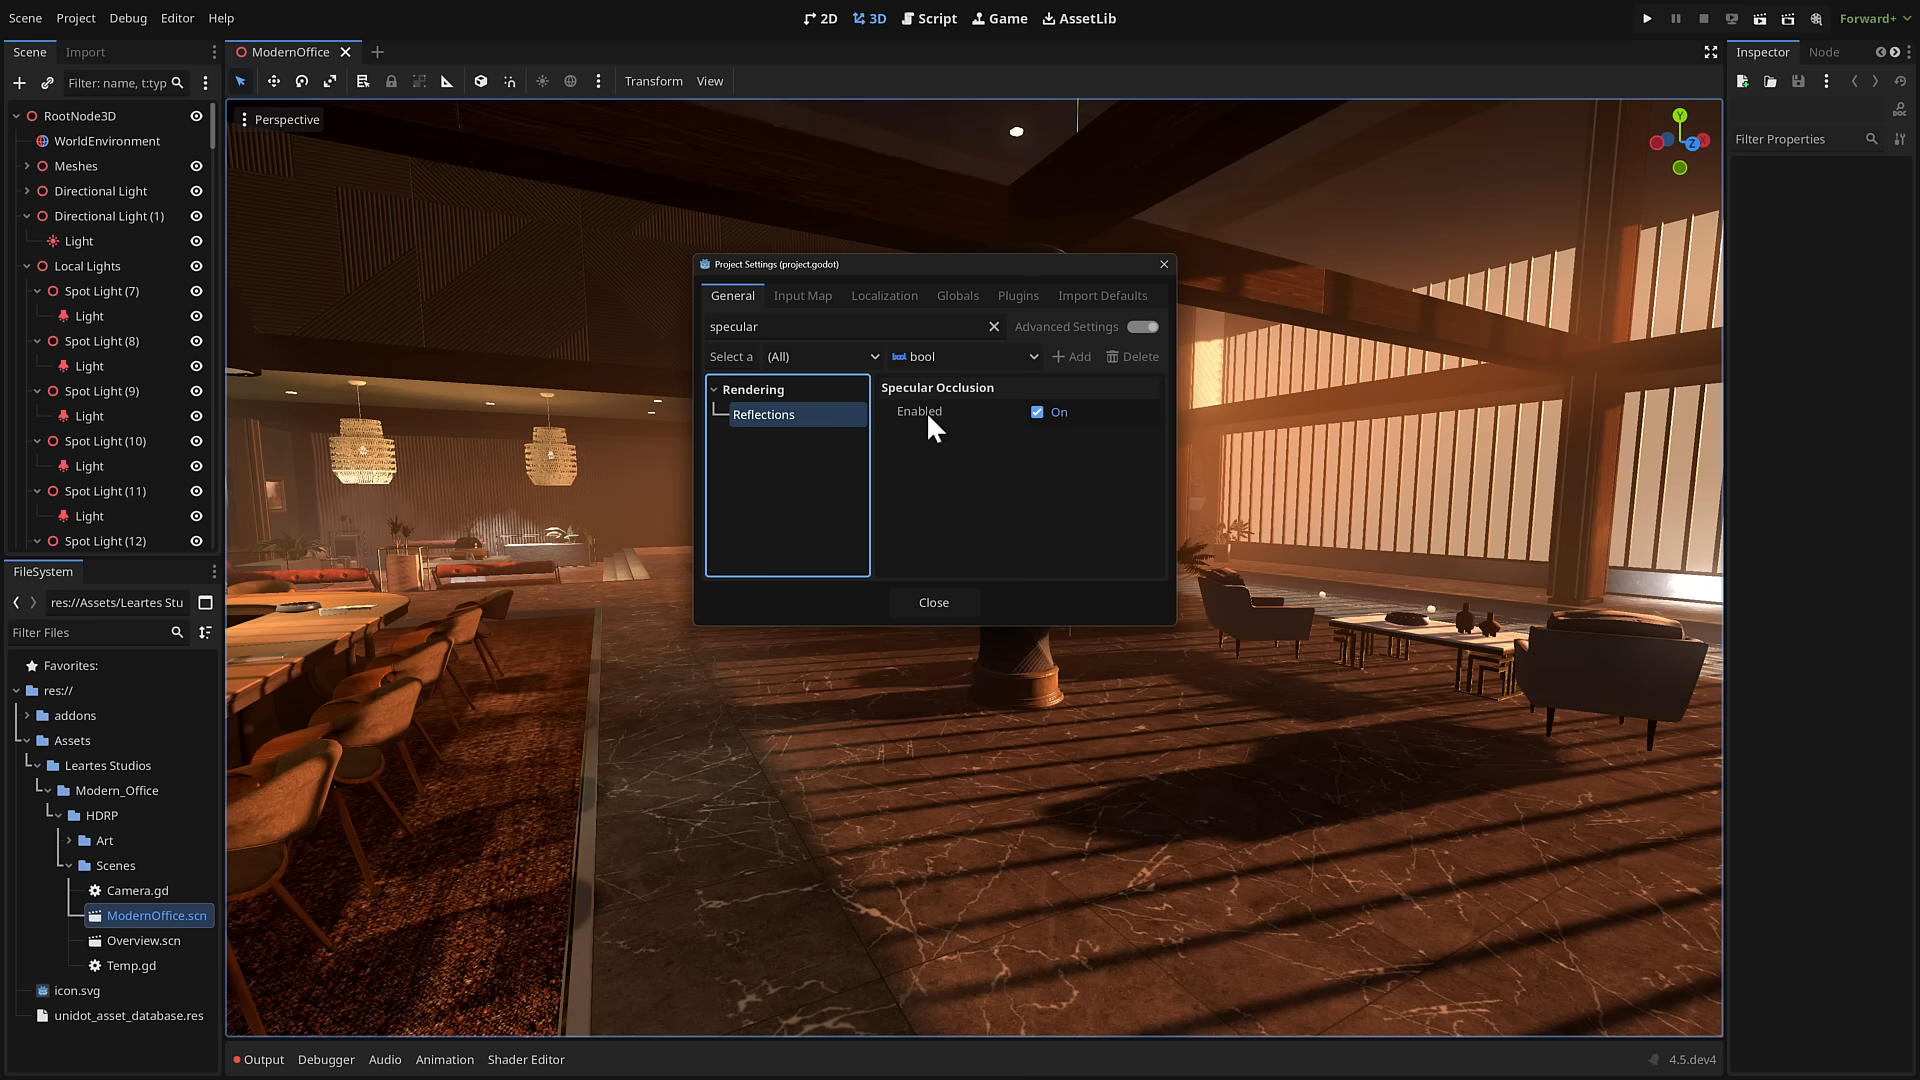 Scene Project Debug Editor Help
2D 3D Script Game AssetLib
Forward+
Scene Import
Filter: name, t:typ
RootNode3D
WorldEnvironment
Meshes
Directional Light
Directional Light (1)
Light
Local Lights
Spot Light (7)
Light
Spot Light (8)
Light
Spot Light (9)
Light
Spot Light (10)
Light
Spot Light (11)
Light
Spot Light (12)
FileSystem
res://Assets/Leartes Stu
Filter Files
Favorites:
res://
addons
Assets
Leartes Studios
Modern_Office
HDRP
Art
Scenes
Camera.gd
ModernOffice.scn
Overview.scn
Temp.gd
icon.svg
unidot_asset_database.res
ModernOffice
Transform View
Perspective
Y
X
Z
Project Settings (project.godot)
General Input Map Localization Globals Plugins Import Defaults
specular
Advanced Settings
Select a (All) bool Add Delete
Rendering
Reflections
Specular Occlusion
Enabled On
Close
Output Debugger Audio Animation Shader Editor
4.5.dev4
Inspector Node
DOC
Filter Properties